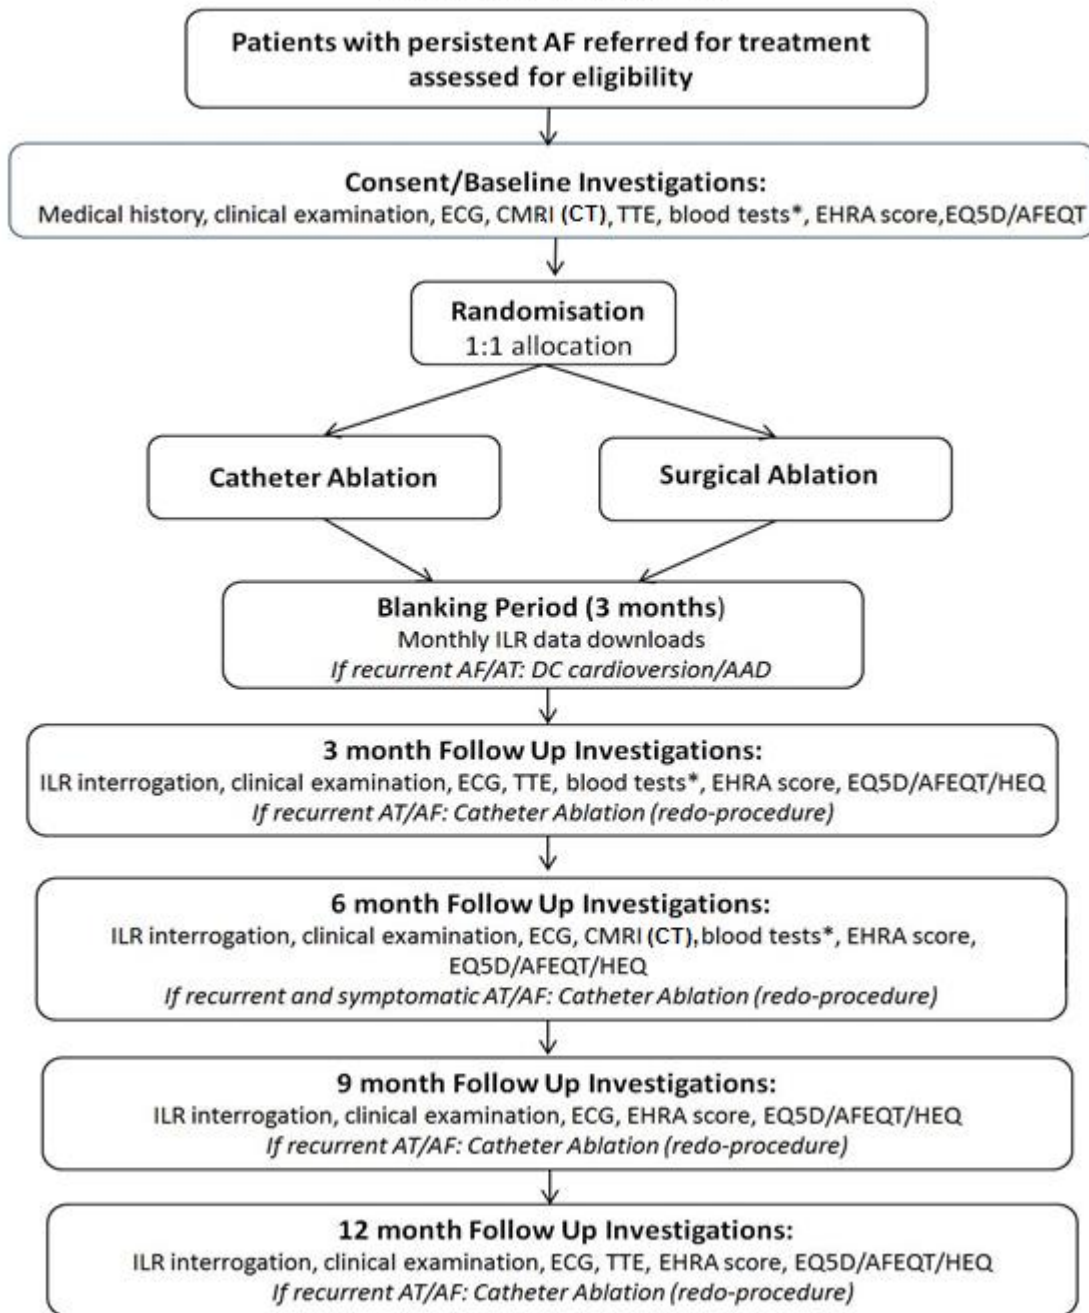 Patients with persistent AF referred for treatment
assessed for eligibility
Consent/Baseline Investigations:
Medical history, clinical examination, ECG, CMRI (CT), TTE, blood tests*, EHRA score,EQ5D/AFEQT
Randomisation
1:1 allocation
Catheter Ablation
Surgical Ablation
Blanking Period (3 months)
Monthly ILR data downloads
If recurrent AF/AT: DC cardioversion/AAD
3 month Follow Up Investigations:
ILR interrogation, clinical examination, ECG, TTE, blood tests*, EHRA score, EQ5D/AFEQT/HEQ
If recurrent AT/AF: Catheter Ablation (redo-procedure)
6 month Follow Up Investigations:
ILR interrogation, clinical examination, ECG, CMRI (CT), blood tests*, EHRA score,
EQ5D/AFEQT/HEQ
If recurrent and symptomatic AT/AF: Catheter Ablation (redo-procedure)
9 month Follow Up Investigations:
ILR interrogation, clinical examination, ECG, EHRA score, EQ5D/AFEQT/HEQ
If recurrent AT/AF: Catheter Ablation (redo-procedure)
12 month Follow Up Investigations:
ILR interrogation, clinical examination, ECG, TTE, EHRA score, EQ5D/AFEQT/HEQ
If recurrent AT/AF: Catheter Ablation (redo-procedure)